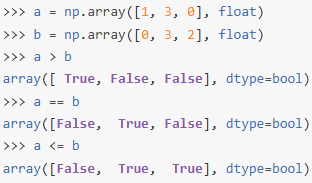 >>> a = np.array([1, 3, 0], float)
>>> b = np.array([0, 3, 2], float)
>>> a > b
array([ True, False, False], dtype=bool)
>>> a == b
array([False,  True, False], dtype=bool)
>>> a <= b
array([False,  True,  True], dtype=bool)